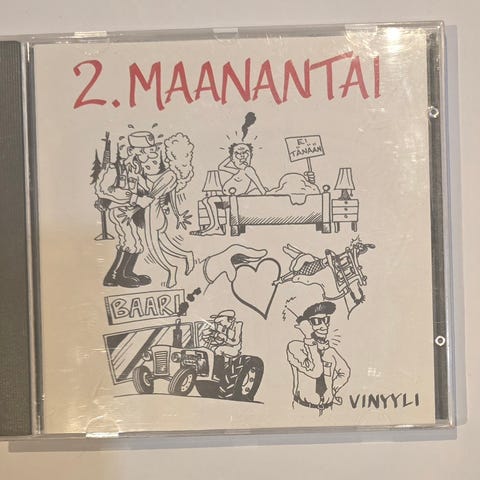 2. MAANANTAI
EI
TÄNÄÄN
BAARI
VINYYLI